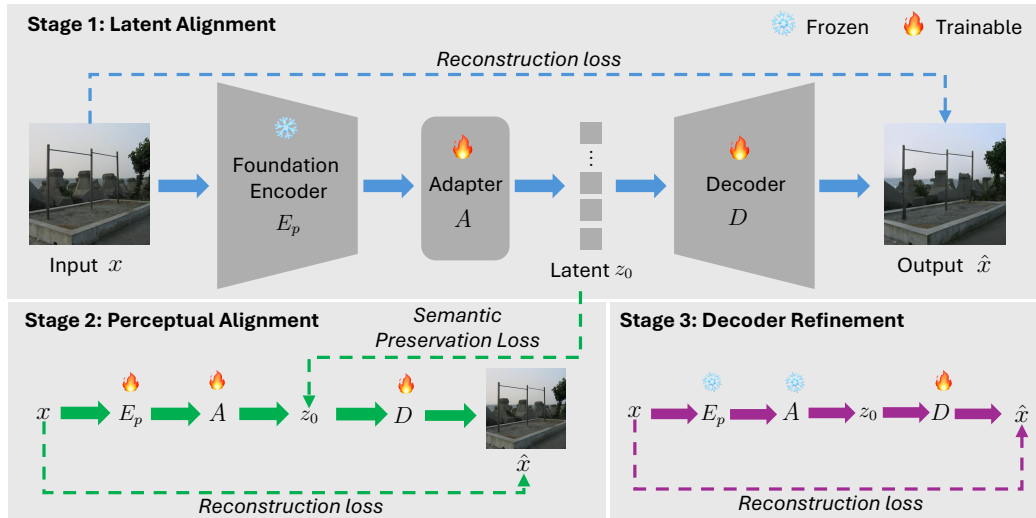 Stage 1: Latent Alignment
Frozen
Trainable
Reconstruction loss
Foundation
Encoder
E_p
Adapter
A
⋮
Decoder
D
Input x
Latent z_0
Output x̂
Stage 2: Perceptual Alignment
Semantic
Preservation Loss
x
E_p
A
z_0
D
x̂
Reconstruction loss
Stage 3: Decoder Refinement
x
E_p
A
z_0
D
x̂
Reconstruction loss